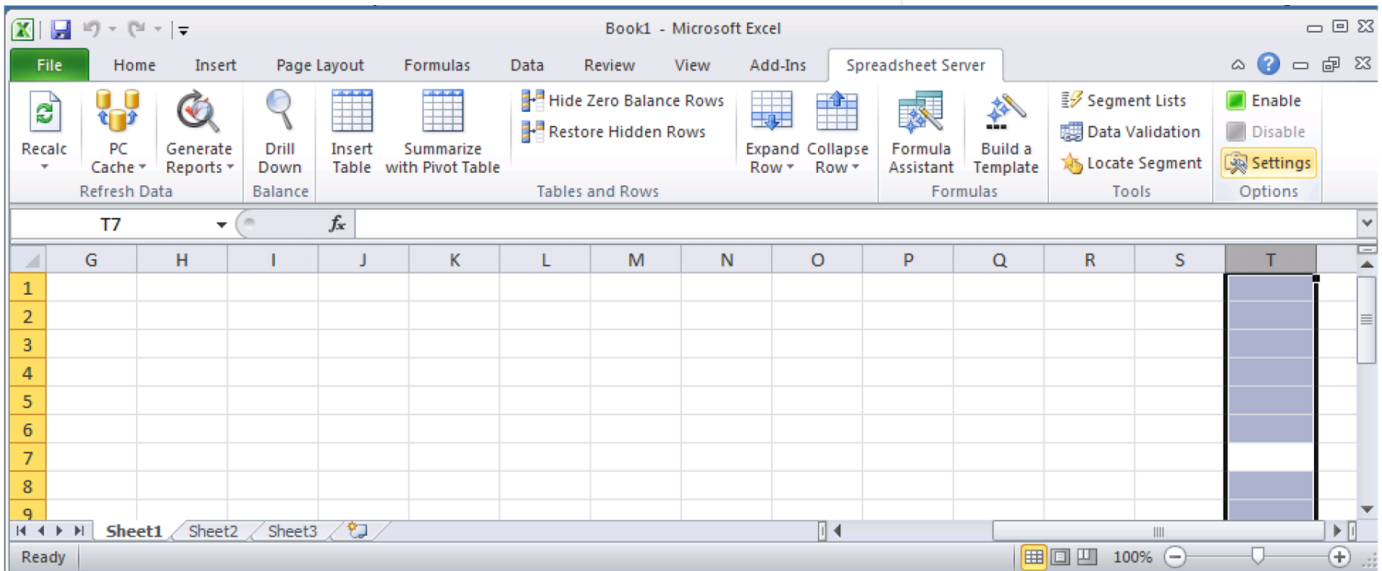 Book1 - Microsoft Excel
File Home Insert Page Layout Formulas Data Review View Add-Ins Spreadsheet Server
Hide Zero Balance Rows Segment Lists Enable
Restore Hidden Rows Data Validation Disable
Recalc PC Generate Drill Insert Summarize Expand Collapse Formula Build a
Cache Reports Down Table with Pivot Table Row Row Assistant Template Locate Segment Settings
Refresh Data Balance Tables and Rows Formulas Tools Options
T7 fx
G H I J K L M N O P Q R S T
1
2
3
4
5
6
7
8
9
Sheet1 Sheet2 Sheet3
Ready 100%